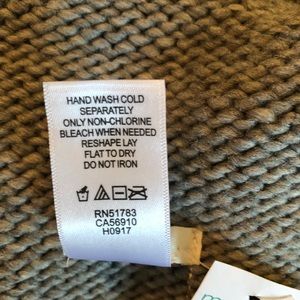 HAND WASH COLD
SEPARATELY
ONLY NON-CHLORINE
BLEACH WHEN NEEDED
RESHAPE LAY
FLAT TO DRY
DO NOT IRON
RN51783
CA56910
H0917